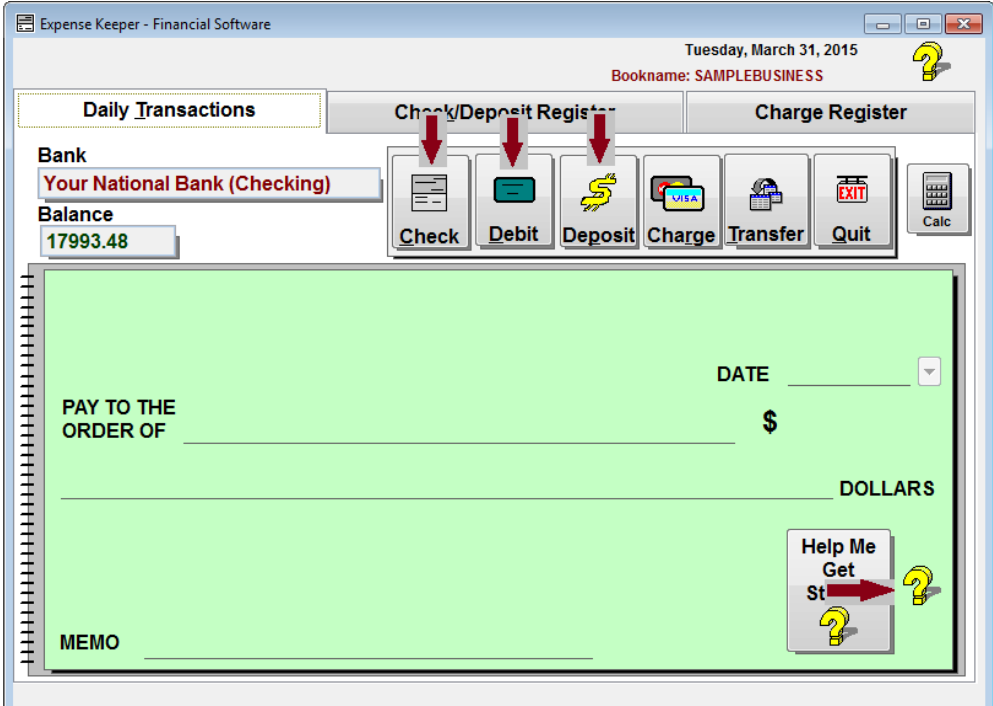 Expense Keeper - Financial Software
Tuesday, March 31, 2015
Bookname: SAMPLEBUSINESS
Daily Transactions
Check/Deposit Register
Charge Register
Bank
Your National Bank (Checking)
Balance
17993.48
Check
Debit
Deposit
Charge
VISA
Transfer
EXIT
Quit
Calc
DATE
PAY TO THE
ORDER OF
$
DOLLARS
Help Me
Get
MEMO